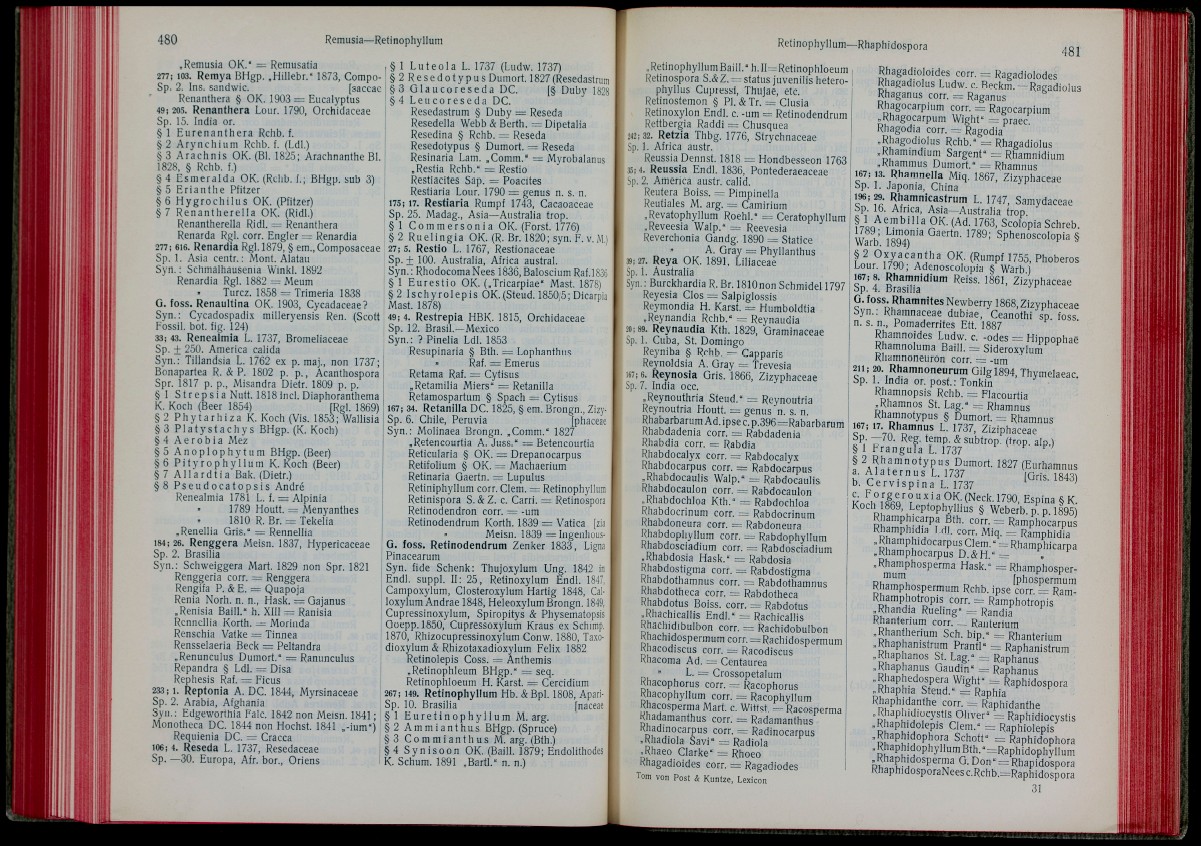 480
Remusia—Retinophyllum
„Remusia OK.“ = Remusatia
277; 103. Remya BHgp. „Hillebr.“ 1873, Compo-
Sp. 2. Ins. sandwic. [saccac
Renanthera § OK. 1903 = Eucalyptus
49; 205. Renanthera Lour. 1790, Orchidaceae
Sp. 15. India or.
§ 1 Eurenanthera Rchb. f.
§ 2 Arynchium Rchb. f. (Ldl.)
§ 3 Arachnis OK. (Bl. 1825; Arachnanthe Bl.
1828, § Rchb. f.)
§ 4 Esmeralda OK. (Rchb. f.; BHgp. sub 3)
§ 5 Erianthe Pfitzer
§ 6 Hygrochilus OK. (Pfitzer)
§ 7 Renantherella OK. (Ridl.)
Renantherella Ridl. = Renanthera
Renarda Rgl. corr. Engler = Renardia
277; 616. Renardia Rgl. 1879, § em., Composaceae
Sp. 1. Asia centr.: Mont. Alatau
Syn.: Schmalhausenia Winkl. 1892
Renardia Rgl. 1882 = Meum
„ Turcz. 1858 = Trimeria 1838
G. foss. Renaultina OK. 1903, Cycadaceae?
Syn.: Cycadospadix milleryensis Ren. (Scott
Fossil. bot. fig. 124)
33; 43. Renealmia L. 1737, Bromeliaceae
Sp. ± 250. America calida
Syn.: Tillandsia L. 1762 ex p. maj., non 1737;
Bonapartea R. & P. 1802 p. p., Acanthospora
Spr. 1817 p. p., Misandra Dietr. 1809 p. p.
§ 1 Strepsia Nutt. 1818 incl. Diaphoranthema
K. Koch (Beer 1854) [Rgl. 1869)
§ 2 Phytarhiza K. Koch (Vis. 1853; Wallisia
§ 3 Platystachys BHgp. (K. Koch)
§ 4 Aerobia Mez
§ 5 Anoplophytum BHgp. (Beer)
§ 6 Pityrophyllum K. Koch (Beer)
§ 7 Allardtia Bak. (Dietr.)
§ 8 Pseudocatopsis André
Renealmia 1781 L. f. = Alpinia
„ 1789 Houtt. = Menyanthes
„ 1810 R. Br. = Tekelia
„Renellia Gris.“ = Rennellia
184; 26. Renggera Meisn. 1837, Hypericaceae
Sp. 2. Brasilia
Syn.: Schweiggera Mart. 1829 non Spr. 1821
Renggeria corr. = Renggera
Rengifa P. & E. = Quapoja
Renia Noth. n. n., Hask. = Gajanus
„Renisia Baill.“ h. XIII = Ranisia
Renncllia Korth. = Morinda
Renschia Vatke = Tinnea
Rensselaeria Beck = Peltandra
„Renunculus Dumort.“ = Ranunculus
Repandra § Ldl. = Disa
Rephesis Raf. = Ficus
233; 1. Reptonia A. DC. 1844, Myrsinaceae
Sp. 2. Arabia, Afghania
Syn.: Edgeworthia Falc. 1842 non Meisn. 1841;
Monotheca DC. 1844 non Hochst. 1841 „-ium“)
Requienia DC. = Cracca
106; 4. Reseda L. 1737, Resedaceae
Sp. —30. Europa, Afr. bor., Oriens
§ 1 Luteola L. 1737 (Ludw. 1737)
§ 2 Resedotypus Dumort. 1827 (Resedastrum
§ 3 Glaucoreseda DC. [§ Duby 1828
§ 4 Leucoreseda DC.
Resedastrum § Duby = Reseda
Resedella Webb & Berth. = Dipetalia
Resedina § Rchb. = Reseda
Resedotypus § Dumort. = Reseda
Resinaria Lam. „Comm.“ = Myrobalanus
„Restia Rchb.“ = Restio
Restiacites Sap. = Poacites
Restiaria Lour. 1790 = genus n. s. n.
175; 17. Restiaria Rumpf 1743, Cacaoaceae
Sp. 25. Madag., Asia—Australia trop.
§ 1 Commersonia OK. (Forst. 1776)
§ 2 Ruelingia OK. (R. Br. 1820; syn. F. v. M.)
27; 5. Restio L. 1767, Restionaceae
Sp. ± 100. Australia, Africa austral.
Syn.: Rhodocoma Nees 1836, Baloscium Raf. 1836
§ 1 Eurestio OK. („Tricarpiae“ Mast. 1878)
§ 2 Ischyrolepis OK. (Steud. 1850/5; Dicarpia
Mast. 1878)
49; 4. Restrepia HBK. 1815, Orchidaceae
Sp. 12. Brasil.—Mexico
Syn.: ? Pinelia Ldl. 1853
Resupinaria § Bth. = Lophanthus
„ Raf. = Emerus
Retama Raf. = Cytisus
„Retamilia Miers“ = Retanilla
Retamospartum § Spach = Cytisus
167; 34. Retanilla DC. 1825, § em. Brongn., Zizy-
Sp. 6. Chile, Peruvia [phaceae
Syn.: Molinaea Brongn. „Comm.“ 1827
„Retencourtia A. Juss.“ = Betencourtia
Reticularia § OK. = Drepanocarpus
Retifolium § OK. = Machaerium
Retinaria Gaertn. = Lupulus
Retiniphyllum corr. Clem. = Retinophyllum
Retinispora S. & Z. c. Carri. = Retinospora
Retinodendron corr. = -um
Retinodendrum Korth. 1839 = Vatica [zia
„ Meisn. 1839 = Ingenhous-
G. foss. Retinodendrum Zenker 1833, Ligna
Pinacearum
Syn. fide Schenk: Thujoxylum Ung. 1842 in
Endl. suppl. II: 25, Retinoxylum Endl. 1847,
Campoxylum, Closteroxylum Hartig 1848, Cal-
loxylum Andrae 1848, Heleoxylum Brongn. 1849,
Cupressinoxylum, Spiroptys & Physematopsis
Goepp. 1850, Cupressoxylum Kraus ex Schimp.
1870, Rhizocupressinoxylum Conw. 1880, Taxo-
dioxylum & Rhizotaxadioxylum Felix 1882
Retinolepis Coss. = Anthemis
„Retinophleum BHgp.“ = seq.
Retinophloeum H. Karst. = Cercidium
267; 149. Retinophyllum Hb. & Bpl. 1808, Apari-
Sp. 10. Brasilia [naceae
§ 1 Euretinophyllum M. arg.
§ 2 Ammianthus BHgp. (Spruce)
§ 3 Commianthus M. arg. (Bth.)
§ 4 Synisoon OK. (Baill. 1879; Endolithodes
K. Schum. 1891 „Bartl.“ n. n.)
Retinophyllum—Rhaphidospora
481
„Retinophyllum Baill.“ h. II = Retinophloeum
Retinospora S. & Z. = status juvenilis hetero-
phyllus Cupressi, Thujae, etc.
Retinostemon § Pl. & Tr. = Clusia
Retinoxylon Endl. c. -um = Retinodendrum
Rettbergia Raddi = Chusquea
242; 32. Retzia Thbg. 1776, Strychnaceae
Sp. 1. Africa austr.
Reussia Dennst. 1818 = Hondbesseon 1763
35; 4. Reussia Endl. 1836, Pontederaceae
Sp. 2. America austr. calid.
Reutera Boiss. = Pimpinella
Reutiales M. arg. = Camirium
„Revatophyllum Roehl.“ = Ceratophyllum
„Reveesia Walp.“ = Reevesia
Reverchonia Gandg. 1890 = Statice
A. Gray = Phyllanthus
39; 27. Reya OK. 1891, Liliaceae
Sp. 1. Australia
Syn.: Burckhardia R. Br. 1810 non Schmidel 1797
Reyesia Clos = Salpiglossis
Reymondia H. Karst. = Humboldtia
„Reynandia Rchb.“ = Reynaudia
20; 89. Reynaudia Kth. 1829, Graminaceae
Sp. 1. Cuba, St. Domingo
Reyniba § Rchb. = Capparis
Reynoldsia A. Gray = Trevesia
167; 6. Reynosia Gris. 1866, Zizyphaceae
Sp. 7. India occ.
„Reynouthria Steud.“ = Reynoutria
Reynoutria Houtt. = genus n. s. n.
Rhabarbarum Ad. ipse c. p. 396 = Rabarbarum
Rhabdadenia corr. = Rabdadenia
Rhabdia corr. = Rabdia
Rhabdocalyx corr. = Rabdocalyx
Rhabdocarpus corr. = Rabdocarpus
„Rhabdocaulis Walp.“ = Rabdocaulis
Rhabdocaulon corr. = Rabdocaulon
„Rhabdochloa Kth.“ = Rabdochloa
Rhabdocrinum corr. = Rabdocrinum
Rhabdoneura corr. = Rabdoneura
Rhabdophyllum corr. = Rabdophyllum
Rhabdosciadium corr. = Rabdosciadium
„Rhabdosia Hask.“ = Rabdosia
Rhabdostigma corr. = Rabdostigma
Rhabdothamnus corr. = Rabdothamnus
Rhabdotheca corr. = Rabdotheca
Rhabdotus Boiss. corr. = Rabdotus
„Rhachicallis Endl.“ = Rachicallis
Rhachidibulbon corr. = Rachidobulbon
Rhachidospermum corr. = Rachidospermum
Rhacodiscus corr. = Racodiscus
Rhacoma Ad. = Centaurea
„ L. = Crossopetalum
Rhacophorus corr. = Racophorus
Rhacophyllum corr. = Racophyllum
Rhacosperma Mart. c. Wittst. = Racosperma
Rhadamanthus corr. = Radamanthus
Rhadinocarpus corr. = Radinocarpus
„Rhadiola Savi“ = Radiola
„Rhaeo Clarke“ = Rhoeo
Rhagadioides corr. = Ragadiodes
Tom von Post & Kuntze, Lexicon
Rhagadioloides corr. = Ragadiolodes
Rhagadiolus Ludw. c. Beckm. = Ragadiolus
Rhaganus corr. = Raganus
Rhagocarpium corr. = Ragocarpium
„Rhagocarpum Wight“ = praec.
Rhagodia corr. = Ragodia
„Rhagodiolus Rchb.“ = Rhagadiolus
„Rhamindium Sargent“ = Rhamnidium
„Rhammus Dumort.“ = Rhamnus
167; 13. Rhamnella Miq. 1867, Zizyphaceae
Sp. 1. Japonia, China
196; 29. Rhamnicastrum L. 1747, Samydaceae
Sp. 16. Africa, Asia—Australia trop.
§ 1 Aembilla OK. (Ad. 1763, Scolopia Schreb.
1789; Limonia Gaertn. 1789; Sphenoscolopia §
Warb. 1894)
§ 2 Oxyacantha OK. (Rumpf 1755, Phoberos
Lour. 1790; Adenoscolopia § Warb.)
167; 8. Rhamnidium Reiss. 1861, Zizyphaceae
Sp. 4. Brasilia
G. foss. Rhamnites Newberry 1868, Zizyphaceae
Syn.: Rhamnaceae dubiae, Ceanothi sp. foss.
n. s. n., Pomaderrites Ett. 1887
Rhamnoides Ludw. c. -odes = Hippophaë
Rhamnoluma Baill. = Sideroxylum
Rhamnoneuron corr. = -um
211; 20. Rhamnoneurum Gilg 1894, Thymelaeac.
Sp. 1. India or. post.: Tonkin
Rhamnopsis Rchb. = Flacourtia
„Rhamnos St. Lag.“ = Rhamnus
Rhamnotypus § Dumort. = Rhamnus
167; 17. Rhamnus L. 1737, Ziziphaceae
Sp. —70. Reg. temp. & subtrop. (trop. alp.)
§ 1 Frangula L. 1737
§ 2 Rhamnotypus Dumort. 1827 (Eurhamnus
a. Alaternus L. 1737 [Gris. 1843)
b. Cervispina L. 1737
c. Forgerouxia OK. (Neck. 1790, Espina § K.
Koch 1869, Leptophyllius § Weberb. p. p. 1895)
Rhamphicarpa Bth. corr. = Ramphocarpus
Rhamphidia Ldl. corr. Miq. = Ramphidia
„Rhamphidocarpus Clem.“ = Rhamphicarpa
„Rhamphocarpus D. & H.“ = „
„Rhamphosperma Hask.“ = Rhamphosper-
mum [phospermum
Rhamphospermum Rchb. ipse corr. = Ram-
Rhamphotropis corr. = Ramphotropis
„Rhandia Rueling“ = Randia
Rhanterium corr. = Rauterium
„Rhantherium Sch. bip.“ = Rhanterium
„Rhaphanistrum Prantl“ = Raphanistrum
„Rhaphanos St. Lag.“ = Raphanus
„Rhaphanus Gaudin“ = Raphanus
„Rhaphedospera Wight“ = Raphidospora
„Rhaphia Steud.“ = Raphia
Rhaphidanthe corr. = Raphidanthe
„Rhaphidiocystis Oliver“ = Raphidiocystis
„Rhaphidolepis Clem.“ = Raphiolepis
„Rhaphidophora Schott“ = Raphidophora
„Rhaphidophyllum Bth.“ = Raphidophyllum
„Rhaphidosperma G. Don“ = Rhapidospora
Rhaphidospora Nees c. Rchb. = Raphidospora
31